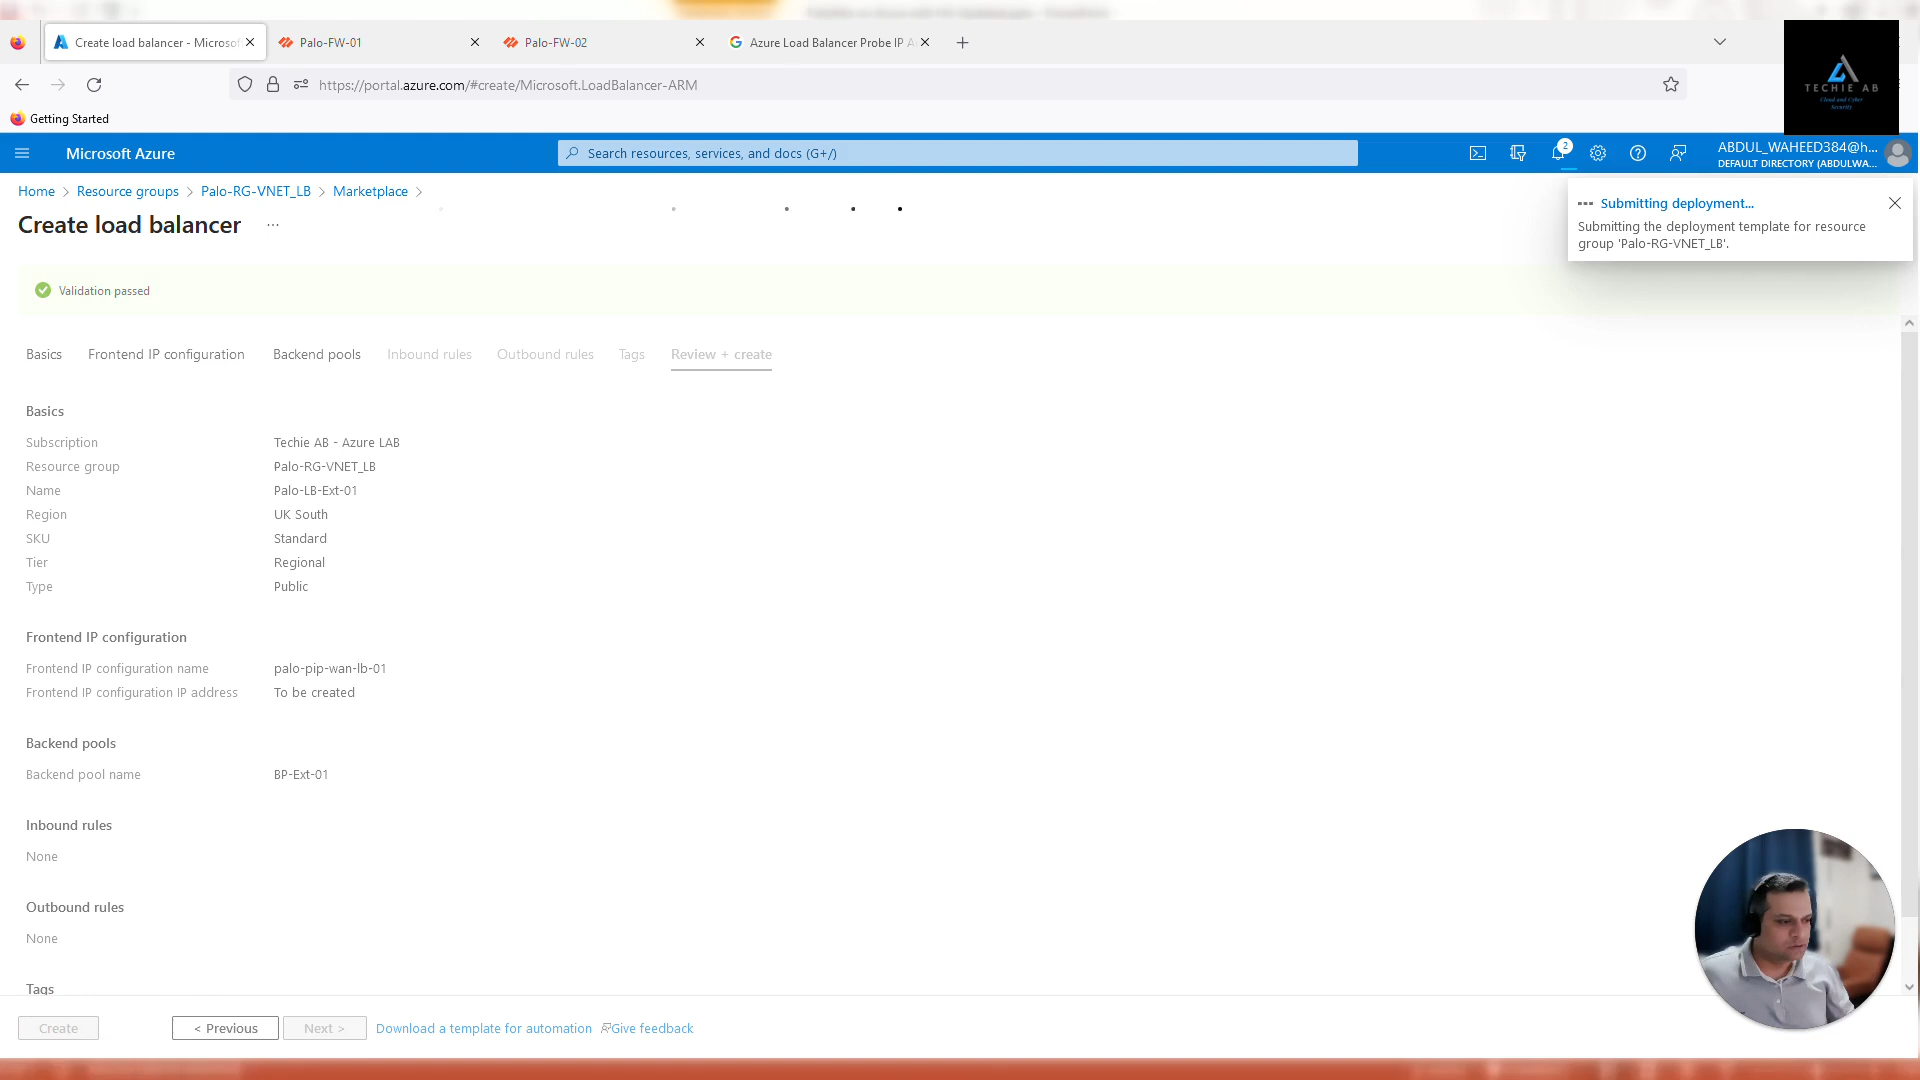 Create load balancer - Microsof
Palo-FW-01
Palo-FW-02
Azure Load Balancer Probe IP A
https://portal.azure.com/#create/Microsoft.LoadBalancer-ARM
TECHIE AB
Cloud and Cyber
Security
Getting Started
Microsoft Azure
Search resources, services, and docs (G+/)
2
ABDUL_WAHEED384@h...
DEFAULT DIRECTORY (ABDULWA...
Home > Resource groups > Palo-RG-VNET_LB > Marketplace >
Create load balancer ...
Submitting deployment...
Submitting the deployment template for resource
group 'Palo-RG-VNET_LB'.
Validation passed
Basics Frontend IP configuration Backend pools Inbound rules Outbound rules Tags Review + create
Basics
Subscription Techie AB - Azure LAB
Resource group Palo-RG-VNET_LB
Name Palo-LB-Ext-01
Region UK South
SKU Standard
Tier Regional
Type Public
Frontend IP configuration
Frontend IP configuration name palo-pip-wan-lb-01
Frontend IP configuration IP address To be created
Backend pools
Backend pool name BP-Ext-01
Inbound rules
None
Outbound rules
None
Tags
Create < Previous Next > Download a template for automation Give feedback